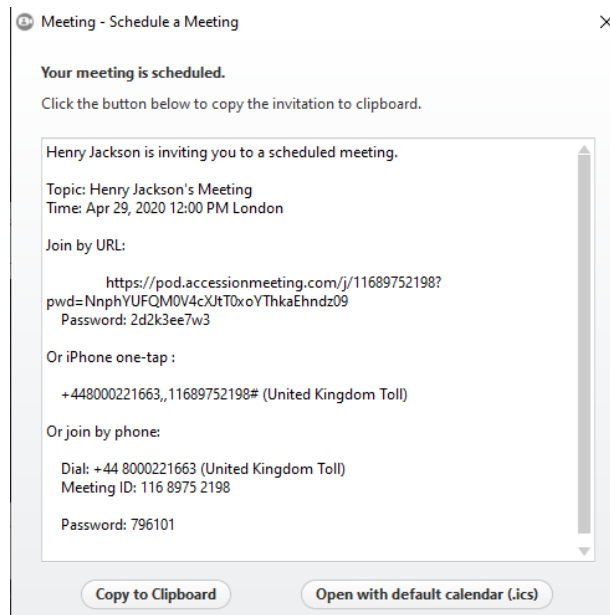 Meeting - Schedule a Meeting
Your meeting is scheduled.
Click the button below to copy the invitation to clipboard.
Henry Jackson is inviting you to a scheduled meeting.
Topic: Henry Jackson's Meeting
Time: Apr 29, 2020 12:00 PM London
Join by URL:
https://pod.accessionmeeting.com/j/11689752198?
pwd=NnphYUFQM0V4cXJtT0xoYThkaEhndz09
Password: 2d2k3ee7w3
Or iPhone one-tap :
+448000221663,,11689752198# (United Kingdom Toll)
Or join by phone:
Dial: +44 8000221663 (United Kingdom Toll)
Meeting ID: 116 8975 2198
Password: 796101
Copy to Clipboard
Open with default calendar (.ics)